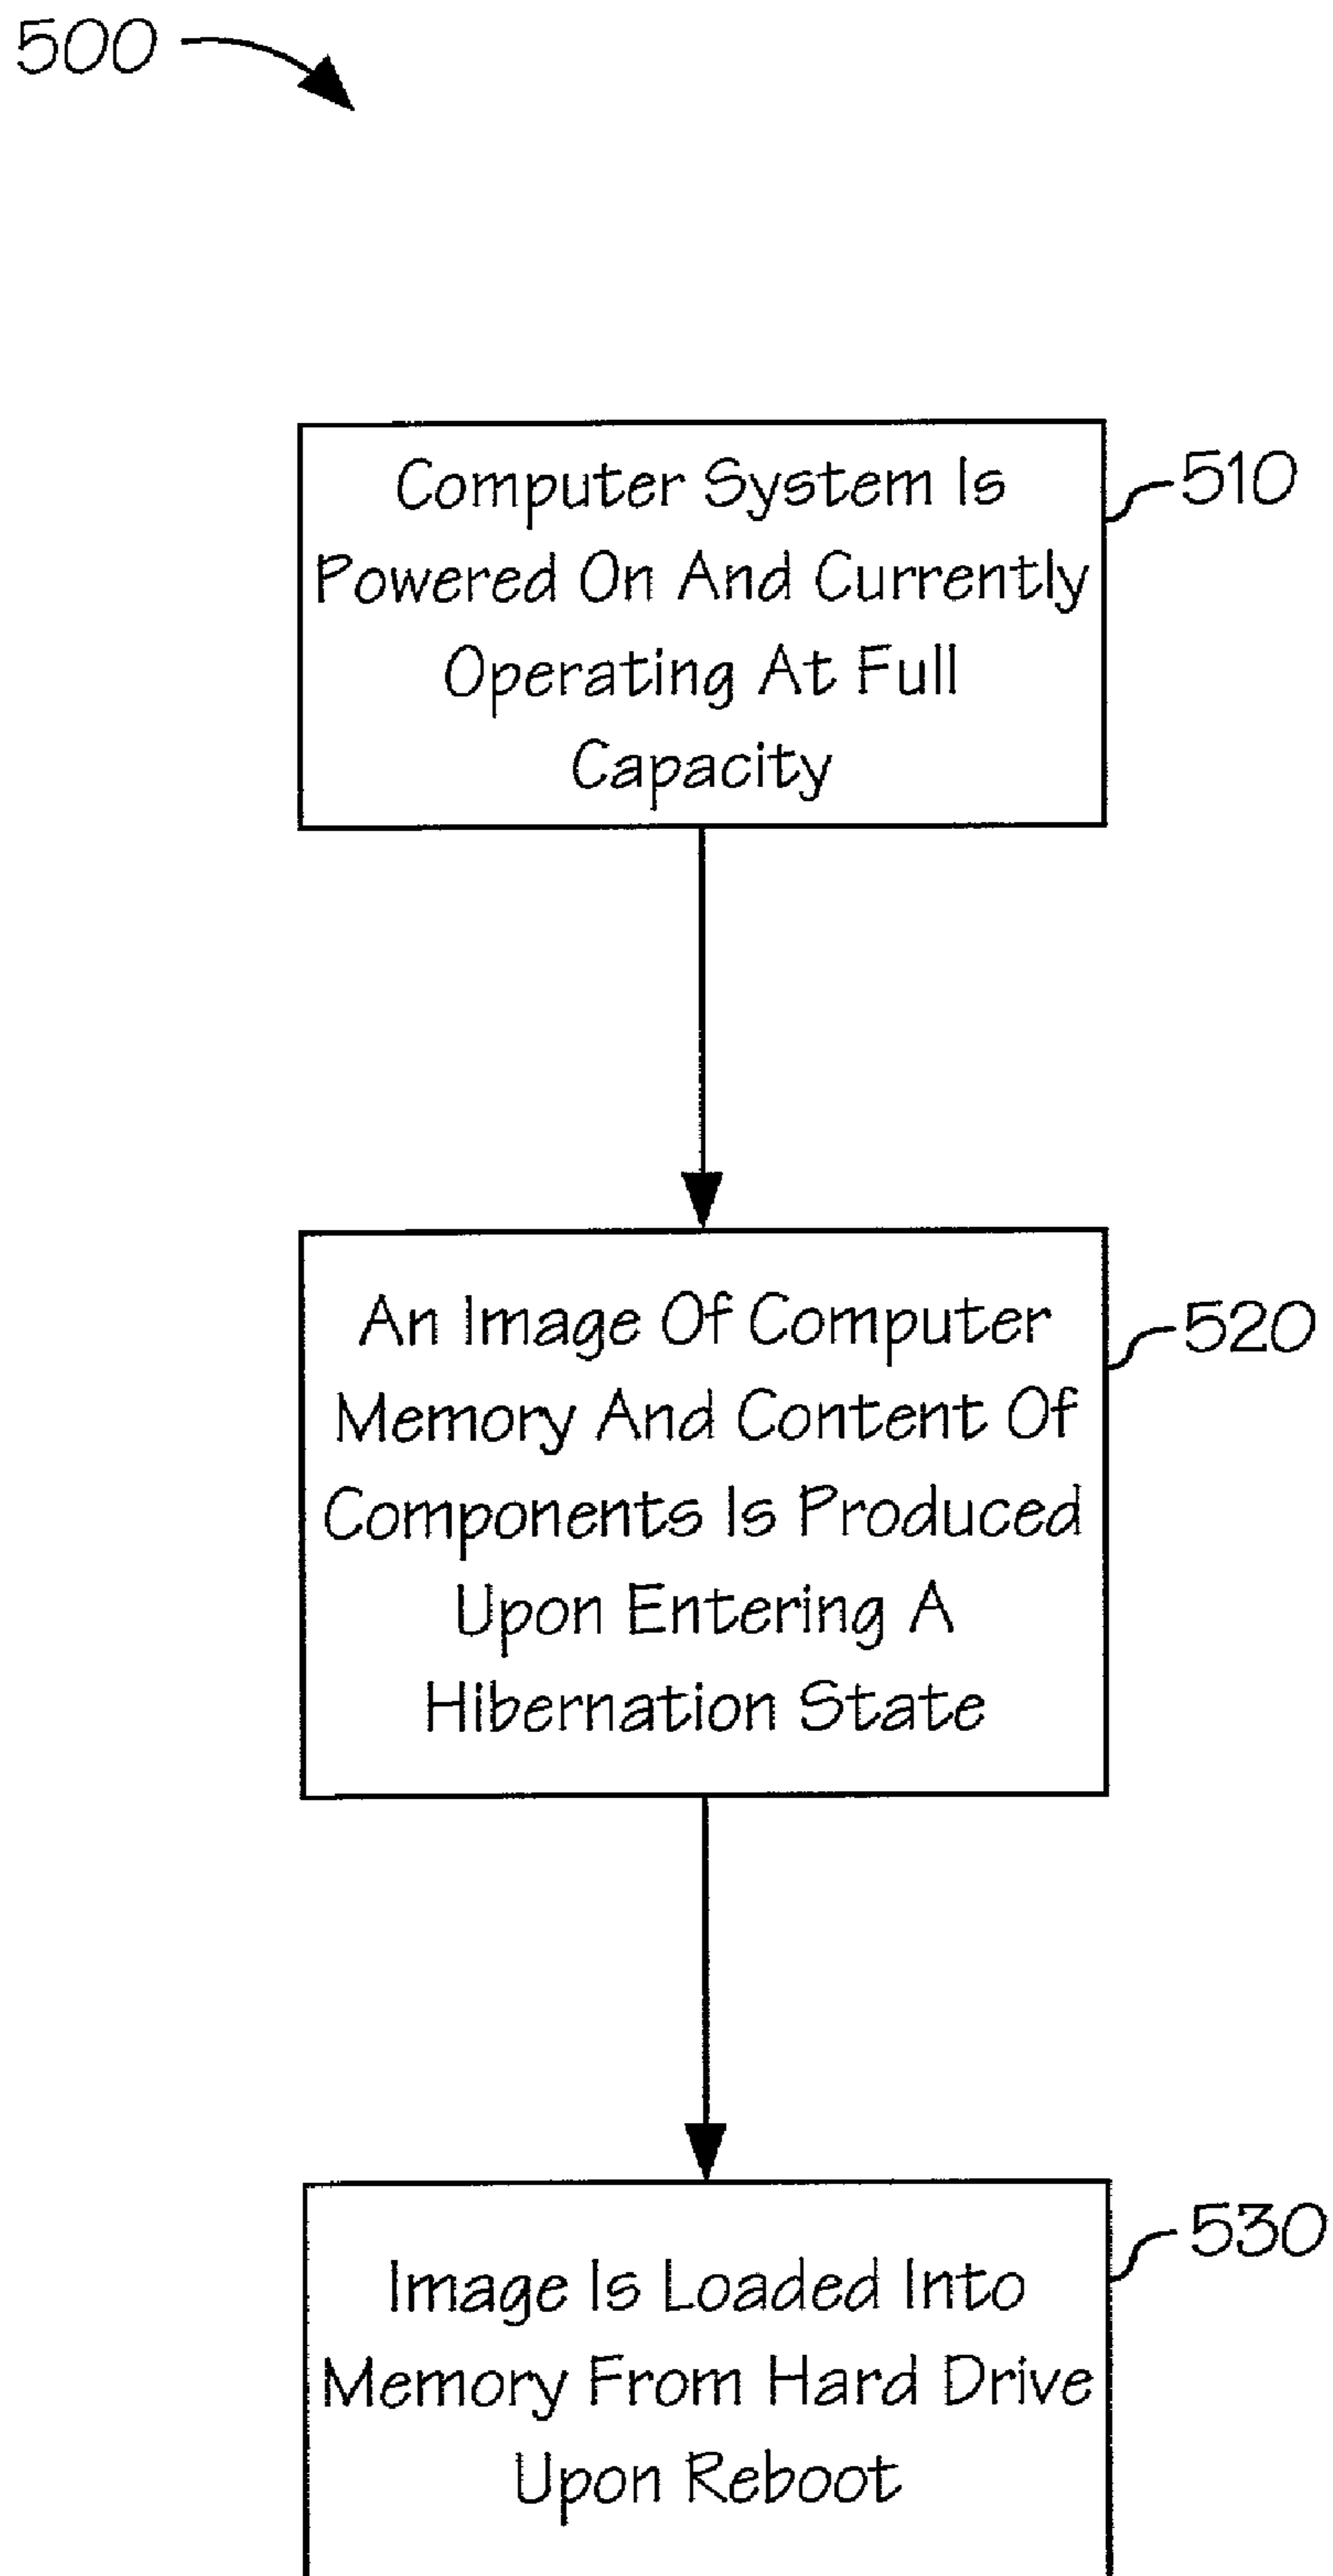 500
Computer System Is
Powered On And Currently
Operating At Full
Capacity
510
An Image Of Computer
Memory And Content Of
Components Is Produced
Upon Entering A
Hibernation State
520
Image Is Loaded Into
Memory From Hard Drive
Upon Reboot
530